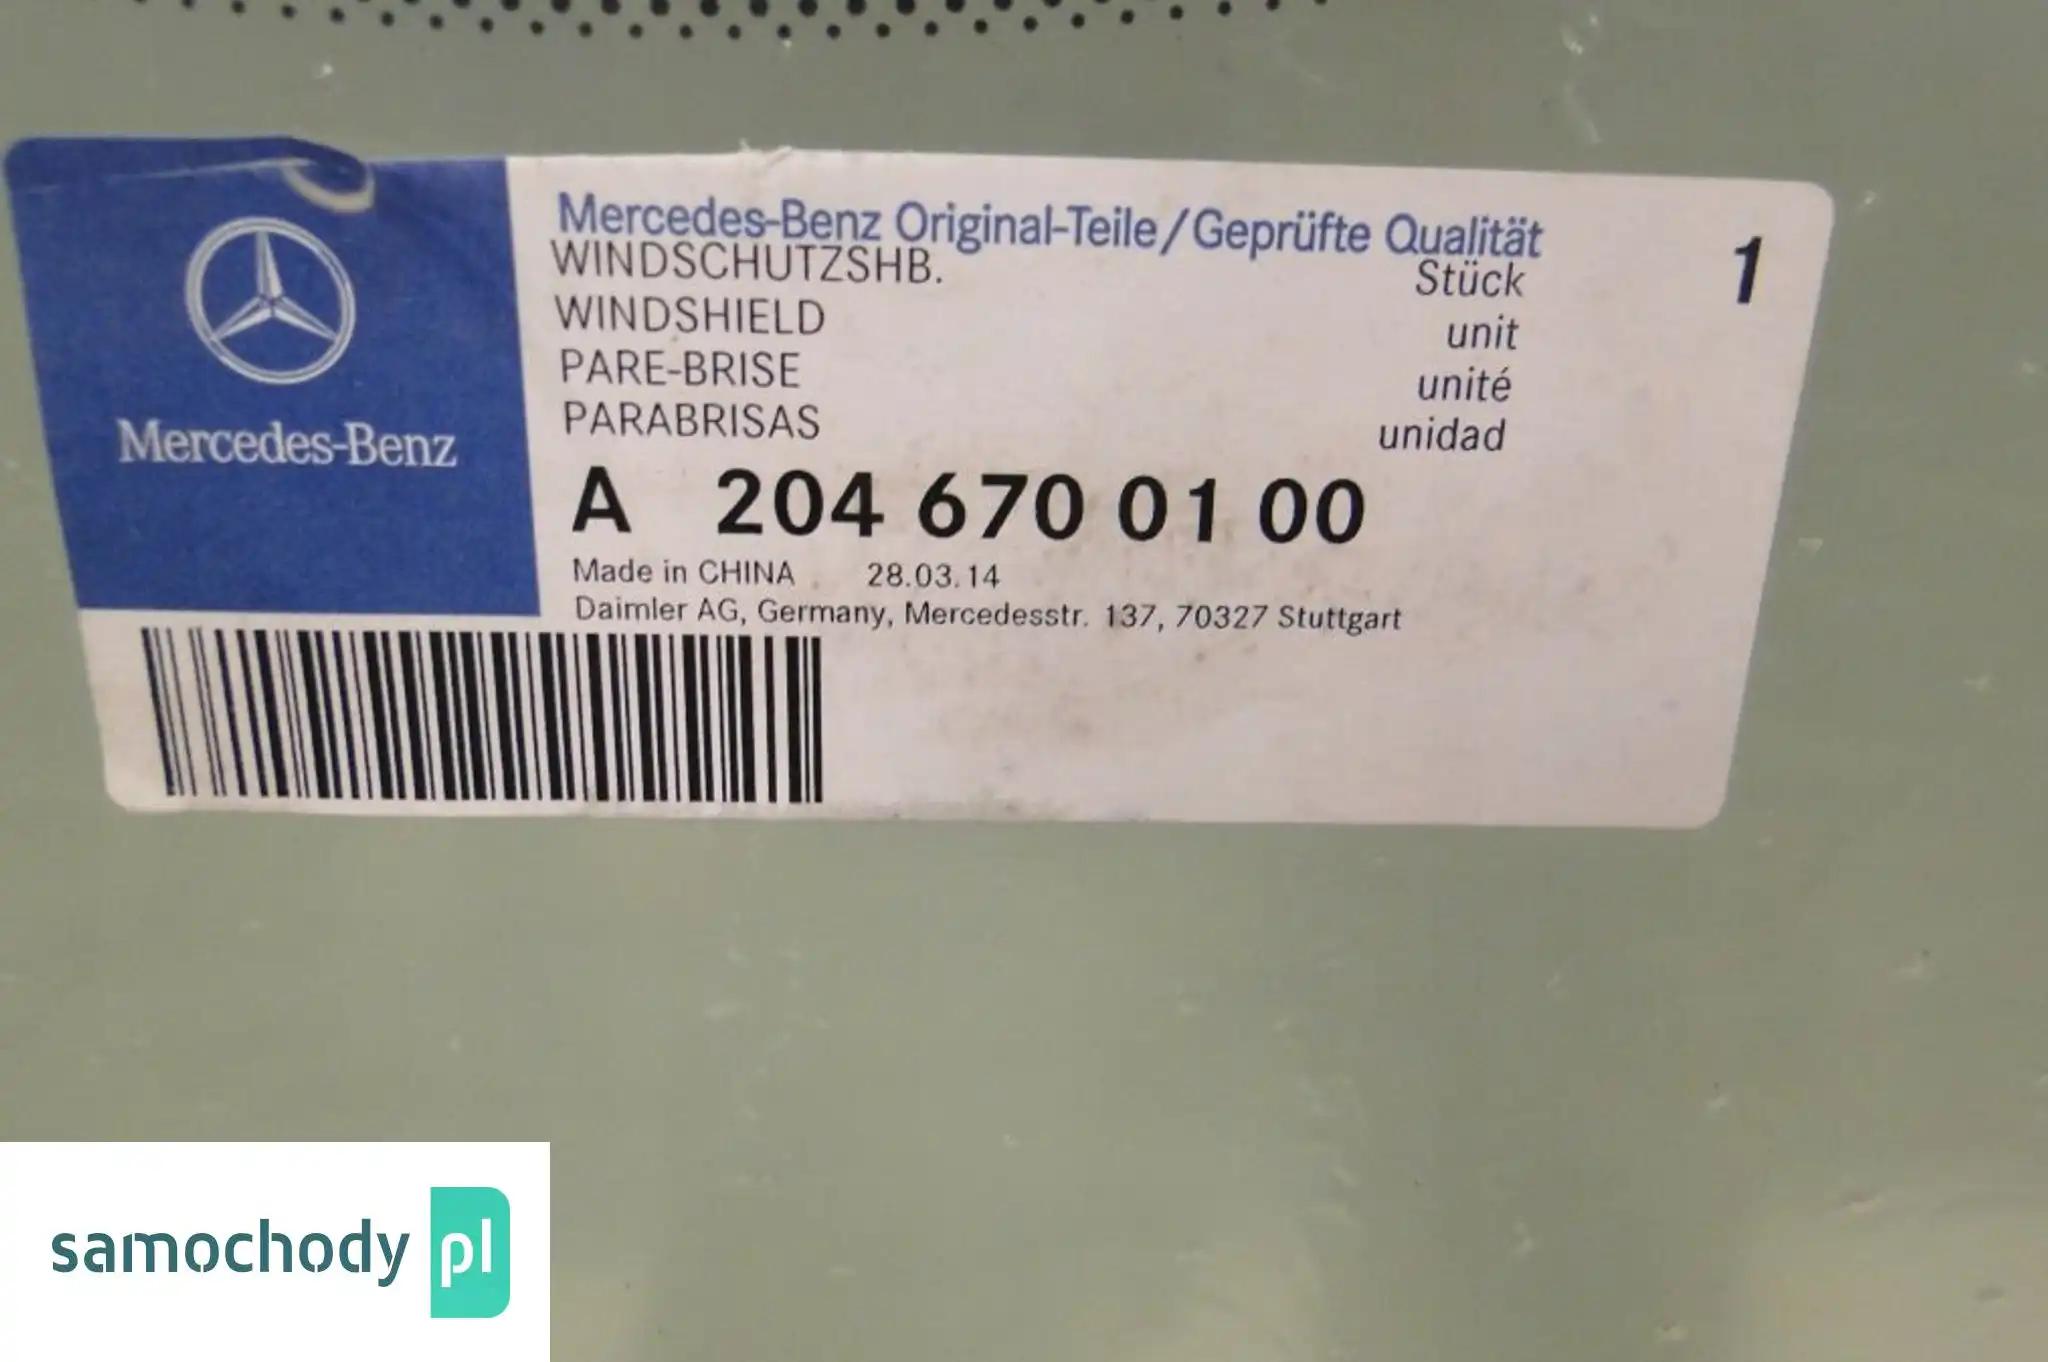 Mercedes-Benz
Mercedes-Benz Original-Teile/Geprüfte Qualität
WINDSCHUTZSHB. Stück 1
WINDSHIELD unit
PARE-BRISE unité
PARABRISAS unidad
A 204 670 01 00
Made in CHINA 28.03.14
Daimler AG, Germany, Mercedesstr. 137, 70327 Stuttgart
samochody pl